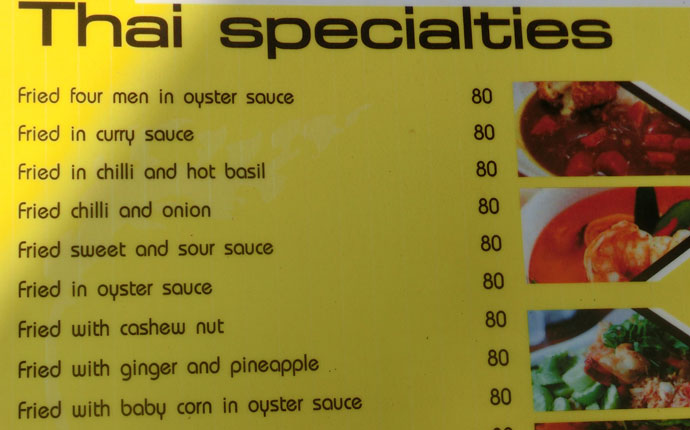 Thai specialties
Fried four men in oyster sauce 80
Fried in curry sauce 80
Fried in chilli and hot basil 80
Fried chilli and onion 80
Fried sweet and sour sauce 80
Fried in oyster sauce 80
Fried with cashew nut 80
Fried with ginger and pineapple 80
Fried with baby corn in oyster sauce 80